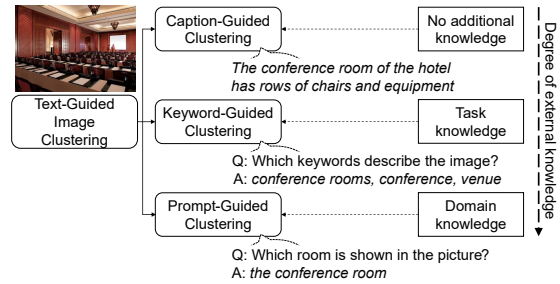 Caption-Guided
Clustering
No additional
knowledge
The conference room of the hotel
has rows of chairs and equipment
Text-Guided
Image
Clustering
Keyword-Guided
Clustering
Task
knowledge
Q: Which keywords describe the image?
A: conference rooms, conference, venue
Prompt-Guided
Clustering
Domain
knowledge
Q: Which room is shown in the picture?
A: the conference room
Degree of external knowledge